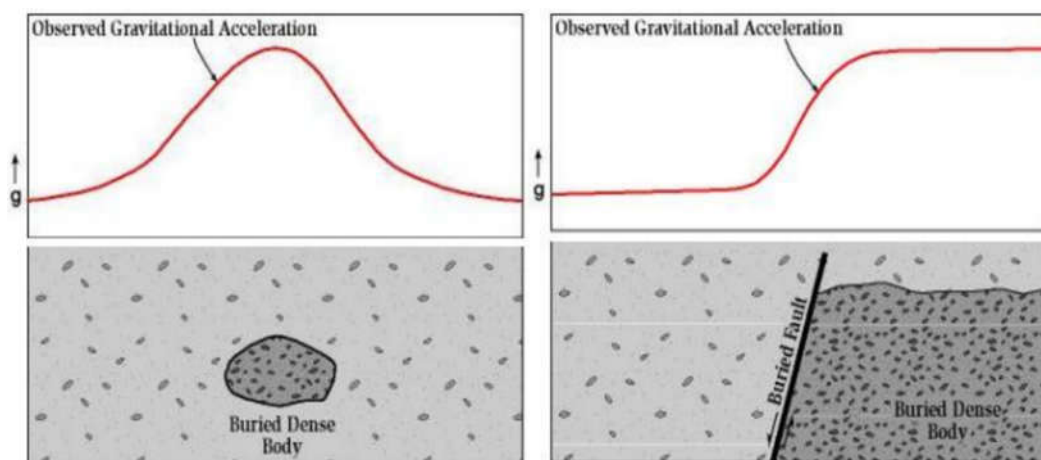 Observed Gravitational Acceleration
g
Buried Dense
Body
Observed Gravitational Acceleration
g
Buried Fault
Buried Dense
Body